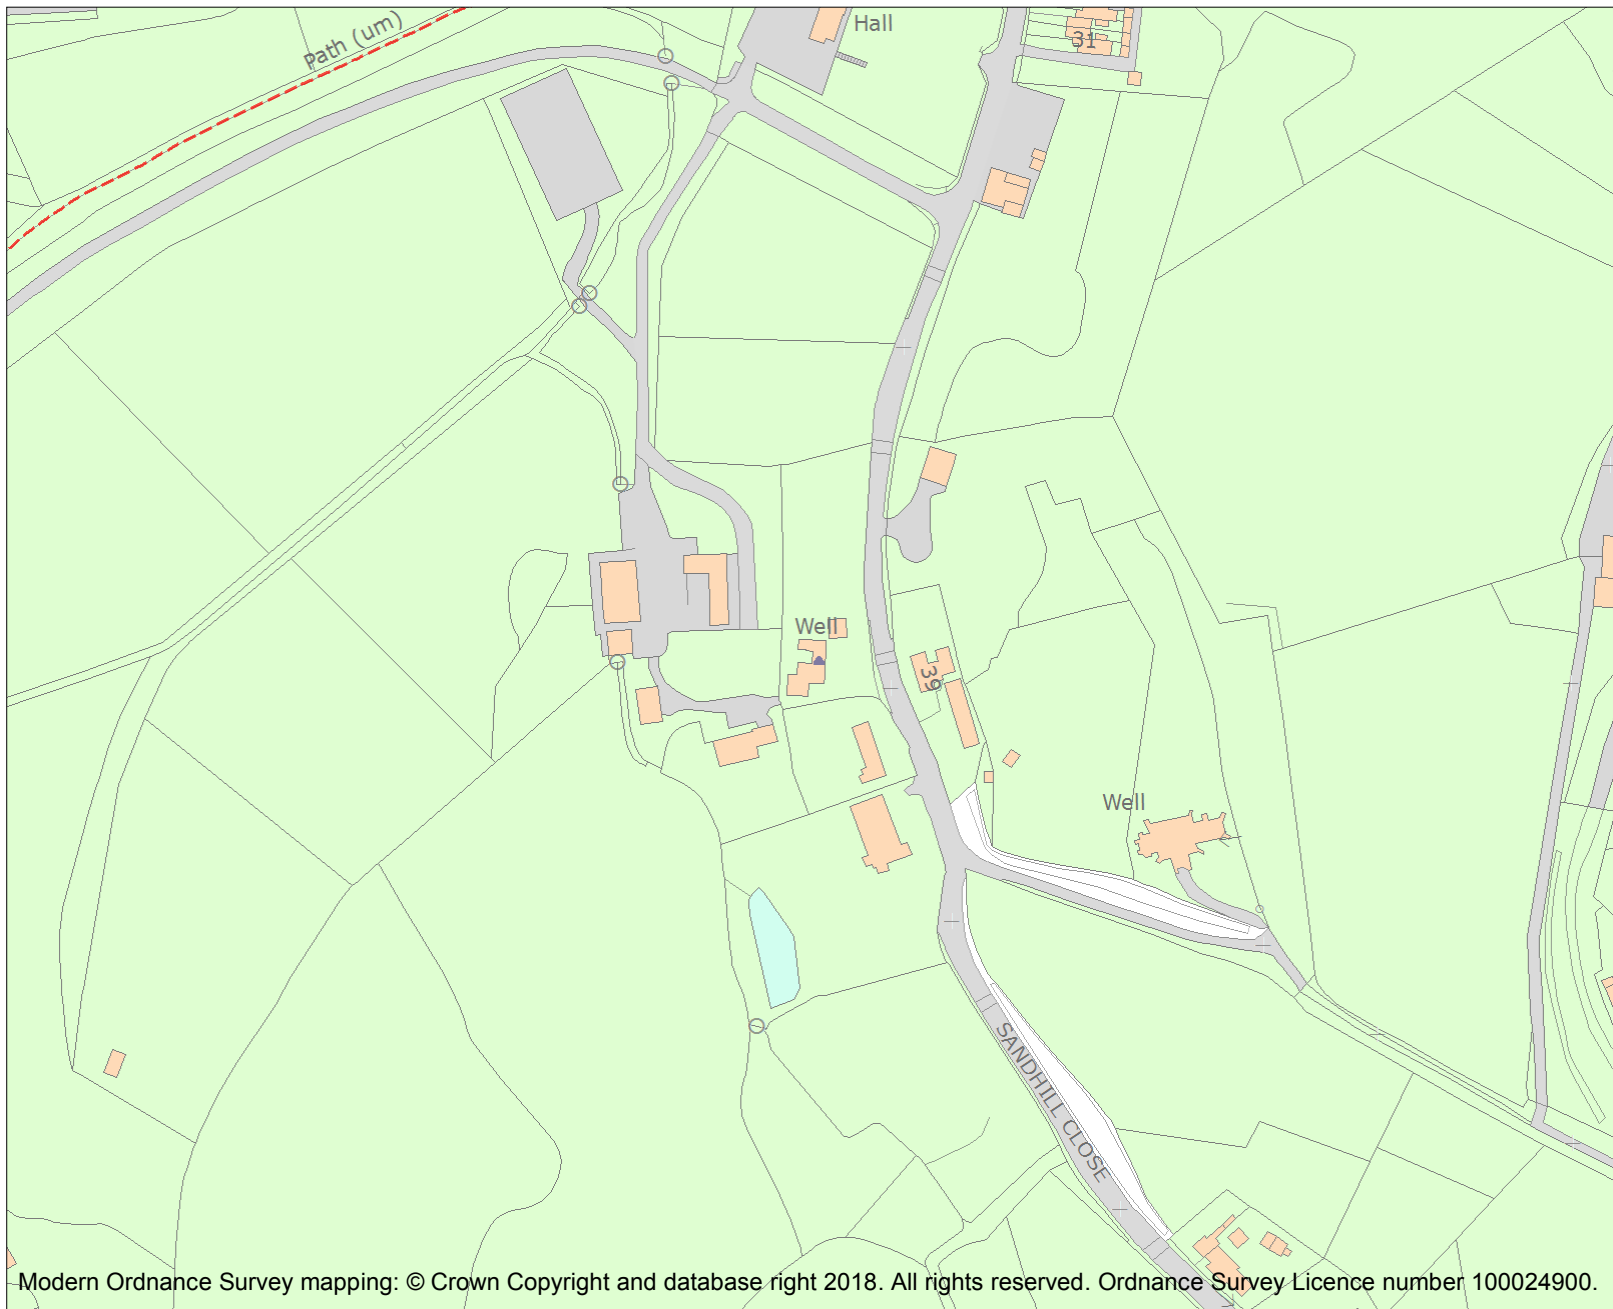 Path (um)
Hall
31
Well
39
Well
SANDHILL CLOSE
Modern Ordnance Survey mapping: © Crown Copyright and database right 2018. All rights reserved. Ordnance Survey Licence number 100024900.